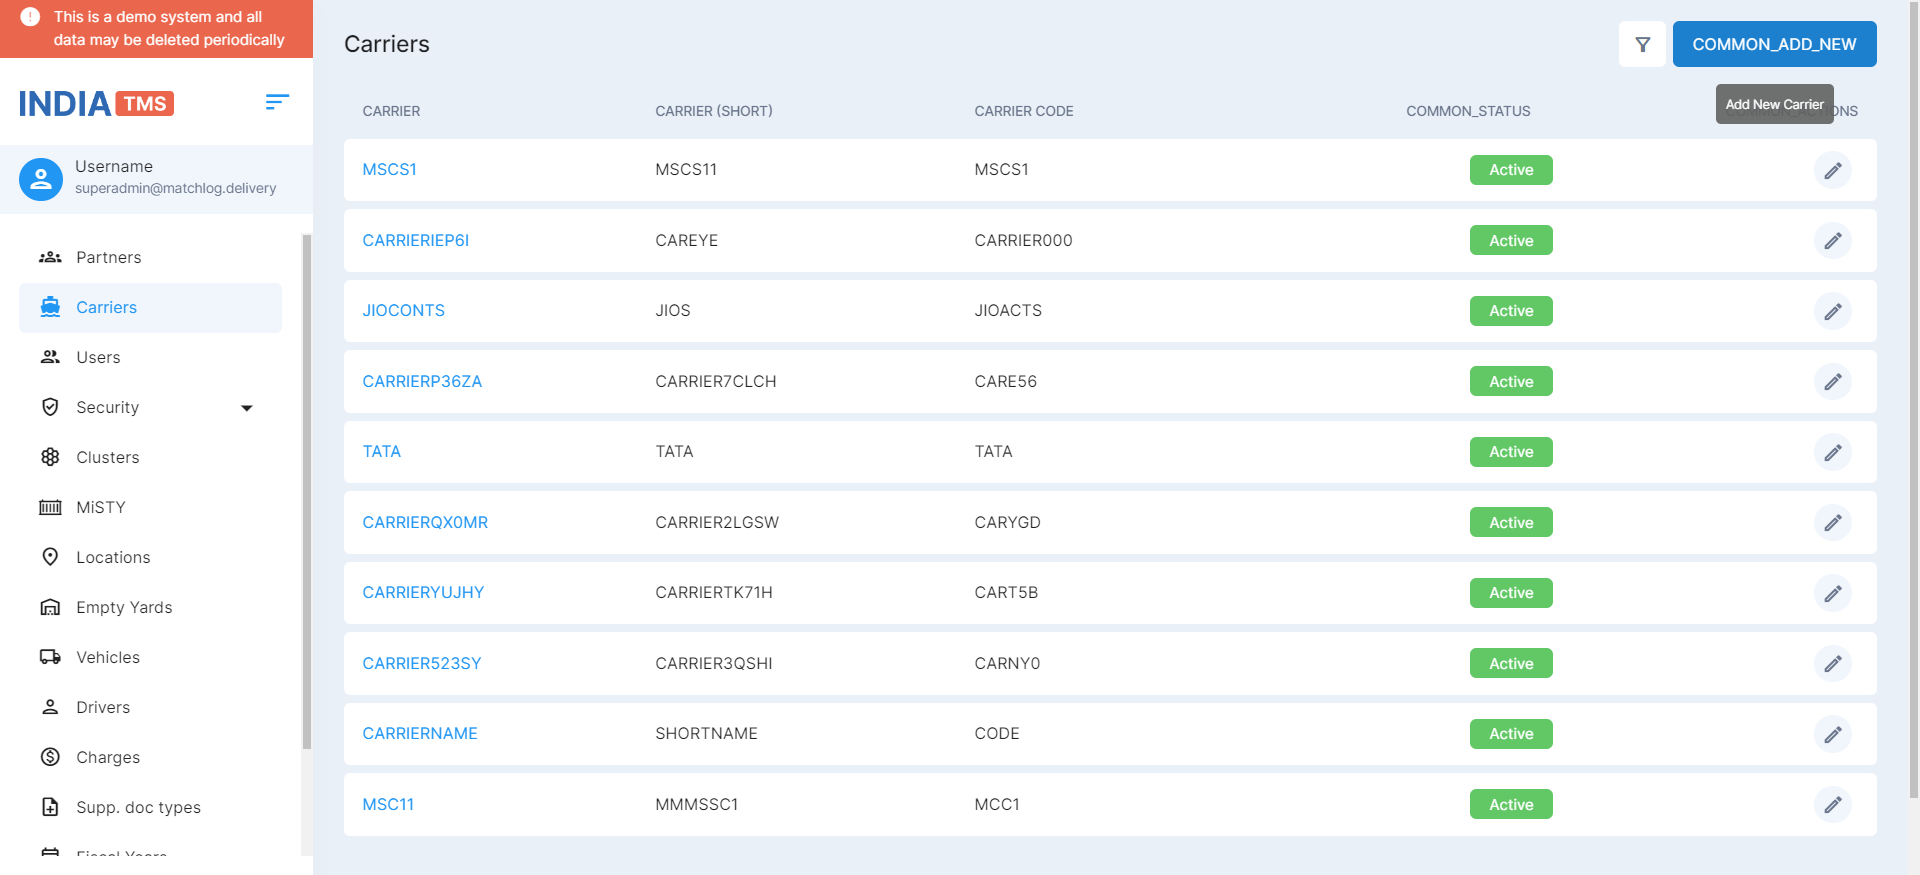 This is a demo system and all
data may be deleted periodically
INDIA TMS
Username
superadmin@matchlog.delivery
Partners
Carriers
Users
Security
Clusters
MiSTY
Locations
Empty Yards
Vehicles
Drivers
Charges
Supp. doc types
Fiscal Years
Carriers
COMMON_ADD_NEW
Add New Carrier
CARRIER CARRIER (SHORT) CARRIER CODE COMMON_STATUS COMMON_ACTIONS
MSCS1 MSCS11 MSCS1 Active
CARRIERIEP6I CAREYE CARRIER000 Active
JIOCONTS JIOS JIOACTS Active
CARRIERP36ZA CARRIER7CLCH CARE56 Active
TATA TATA TATA Active
CARRIERQX0MR CARRIER2LGSW CARYGD Active
CARRIERYUJHY CARRIERTK71H CART5B Active
CARRIER523SY CARRIER3QSHI CARNY0 Active
CARRIERNAME SHORTNAME CODE Active
MSC11 MMMSSC1 MCC1 Active